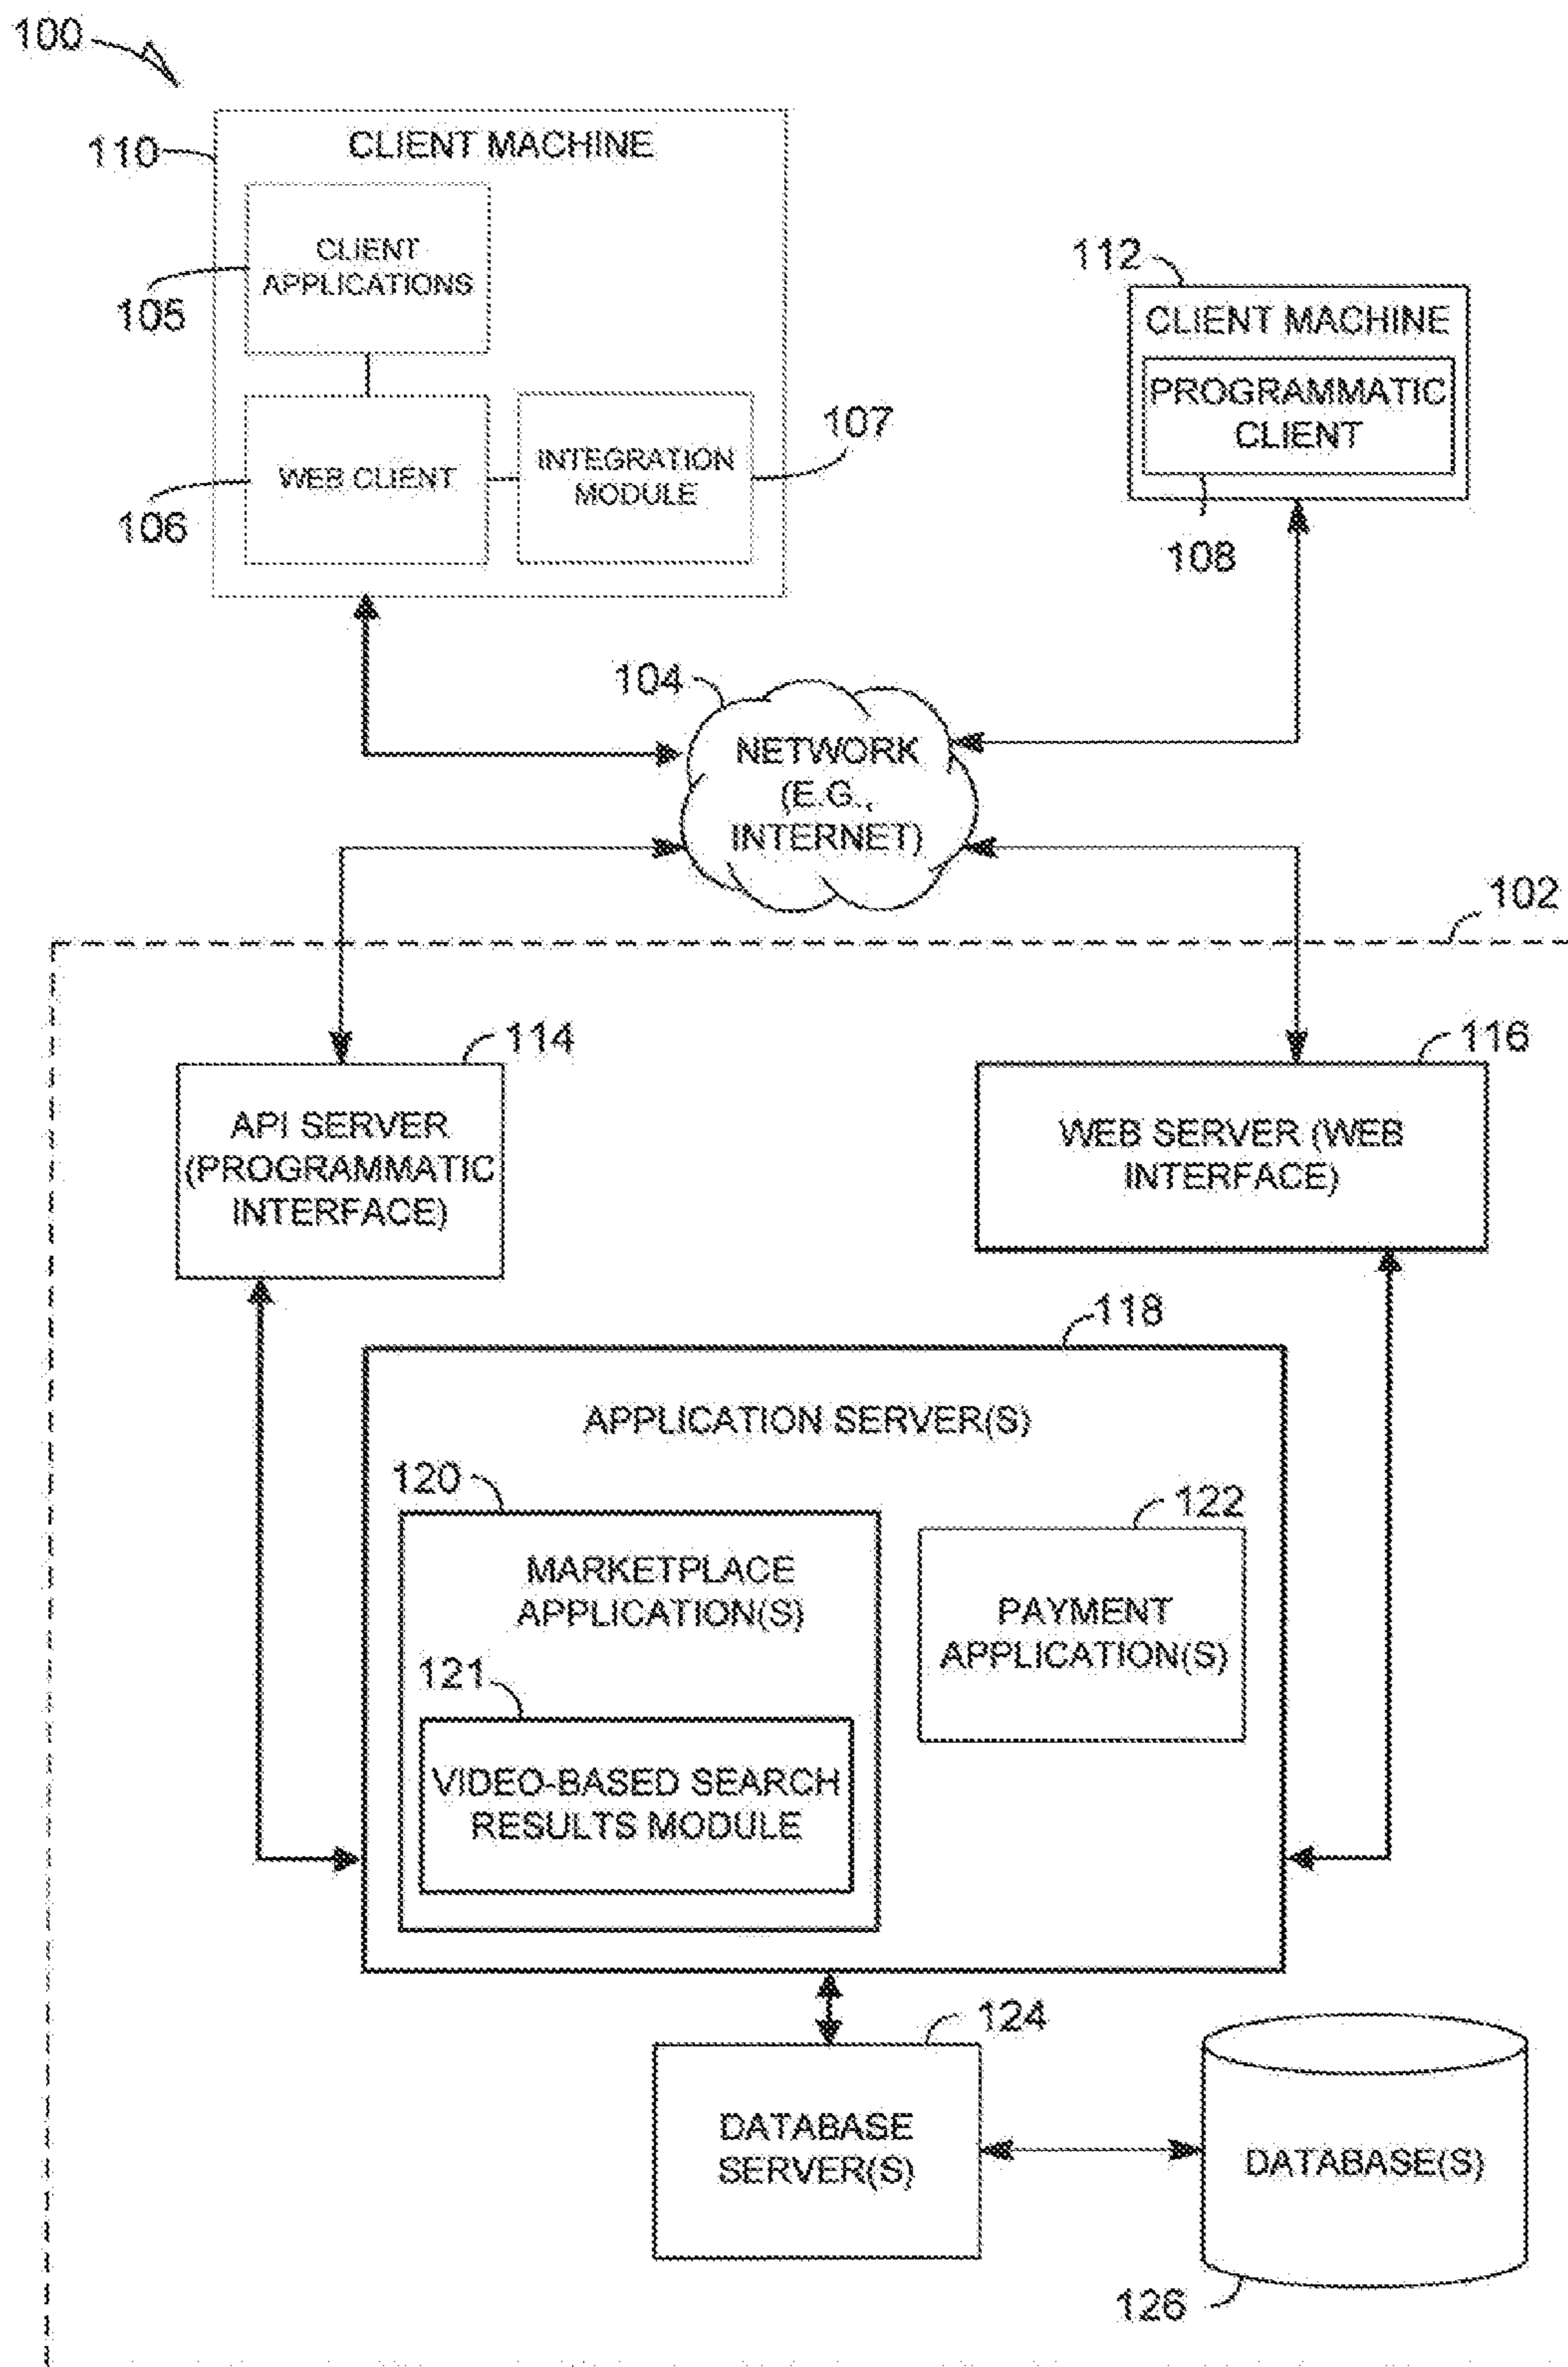 100
110
CLIENT MACHINE
CLIENT
APPLICATIONS
105
WEB CLIENT
106
INTEGRATION
MODULE
107
112
CLIENT MACHINE
PROGRAMMATIC
CLIENT
108
104
NETWORK
(E.G.,
INTERNET)
102
114
API SERVER
(PROGRAMMATIC
INTERFACE)
116
WEB SERVER (WEB
INTERFACE)
118
APPLICATION SERVER(S)
120
MARKETPLACE
APPLICATION(S)
121
VIDEO-BASED SEARCH
RESULTS MODULE
122
PAYMENT
APPLICATION(S)
124
DATABASE
SERVER(S)
DATABASE(S)
126